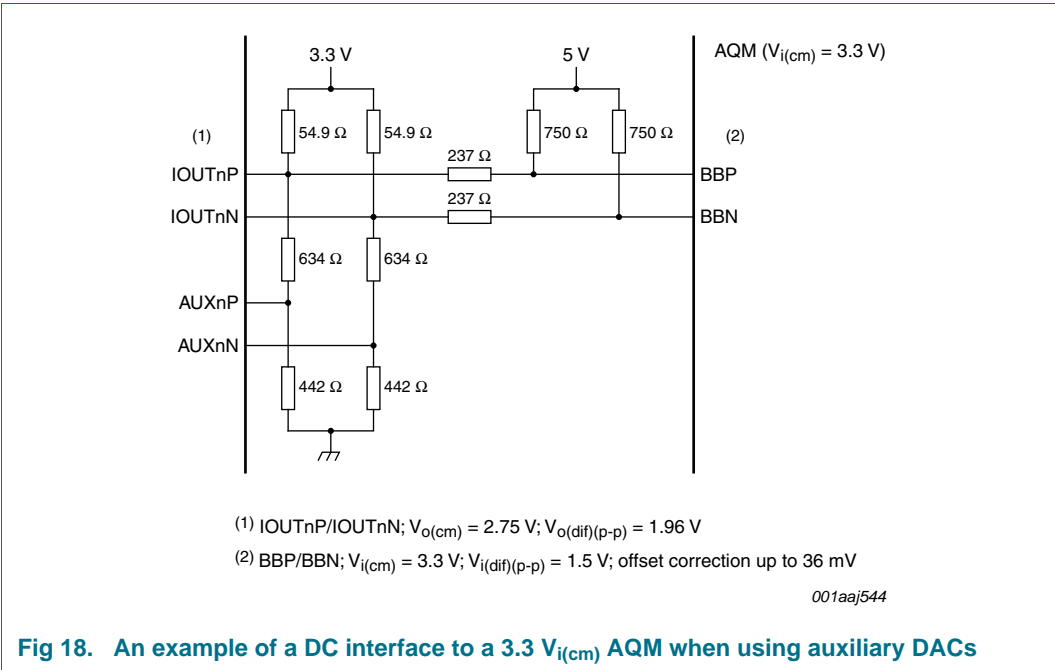 3.3 V
5 V
AQM (Vi(cm) = 3.3 V)
54.9 Ω
54.9 Ω
750 Ω
750 Ω
(1)
(2)
237 Ω
IOUTnP
BBP
237 Ω
IOUTnN
BBN
634 Ω
634 Ω
AUXnP
AUXnN
442 Ω
442 Ω
(1) IOUTnP/IOUTnN; Vo(cm) = 2.75 V; Vo(dif)(p-p) = 1.96 V
(2) BBP/BBN; Vi(cm) = 3.3 V; Vi(dif)(p-p) = 1.5 V; offset correction up to 36 mV
001aaj544
Fig 18. An example of a DC interface to a 3.3 Vi(cm) AQM when using auxiliary DACs